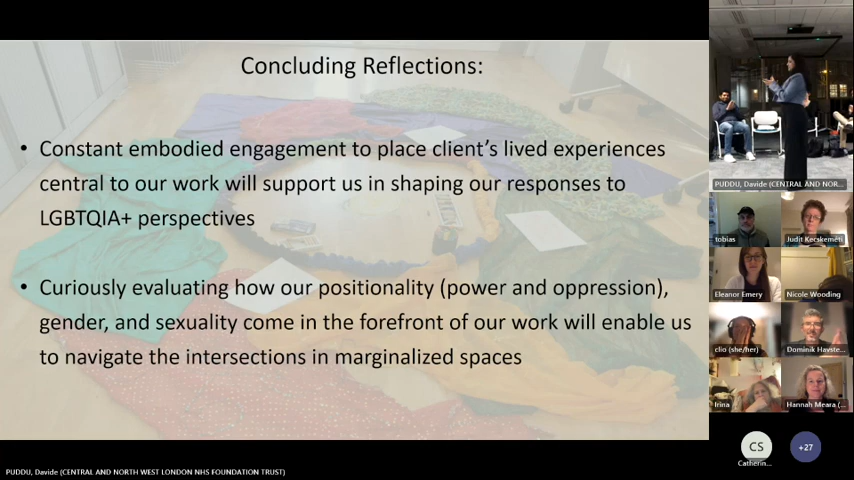 Concluding Reflections:
• Constant embodied engagement to place client's lived experiences
central to our work will support us in shaping our responses to
LGBTQIA+ perspectives
• Curiously evaluating how our positionality (power and oppression),
gender, and sexuality come in the forefront of our work will enable us
to navigate the intersections in marginalized spaces
PUDDU, Davide (CENTRAL AND NOR...
tobias
Judit Kecskeméti
Eleanor Emery
Nicole Wooding
clio (she/her)
Dominik Havste...
Irina
Hannah Meara (...
CS
+27
Catherin...
PUDDU, Davide (CENTRAL AND NORTH WEST LONDON NHS FOUNDATION TRUST)